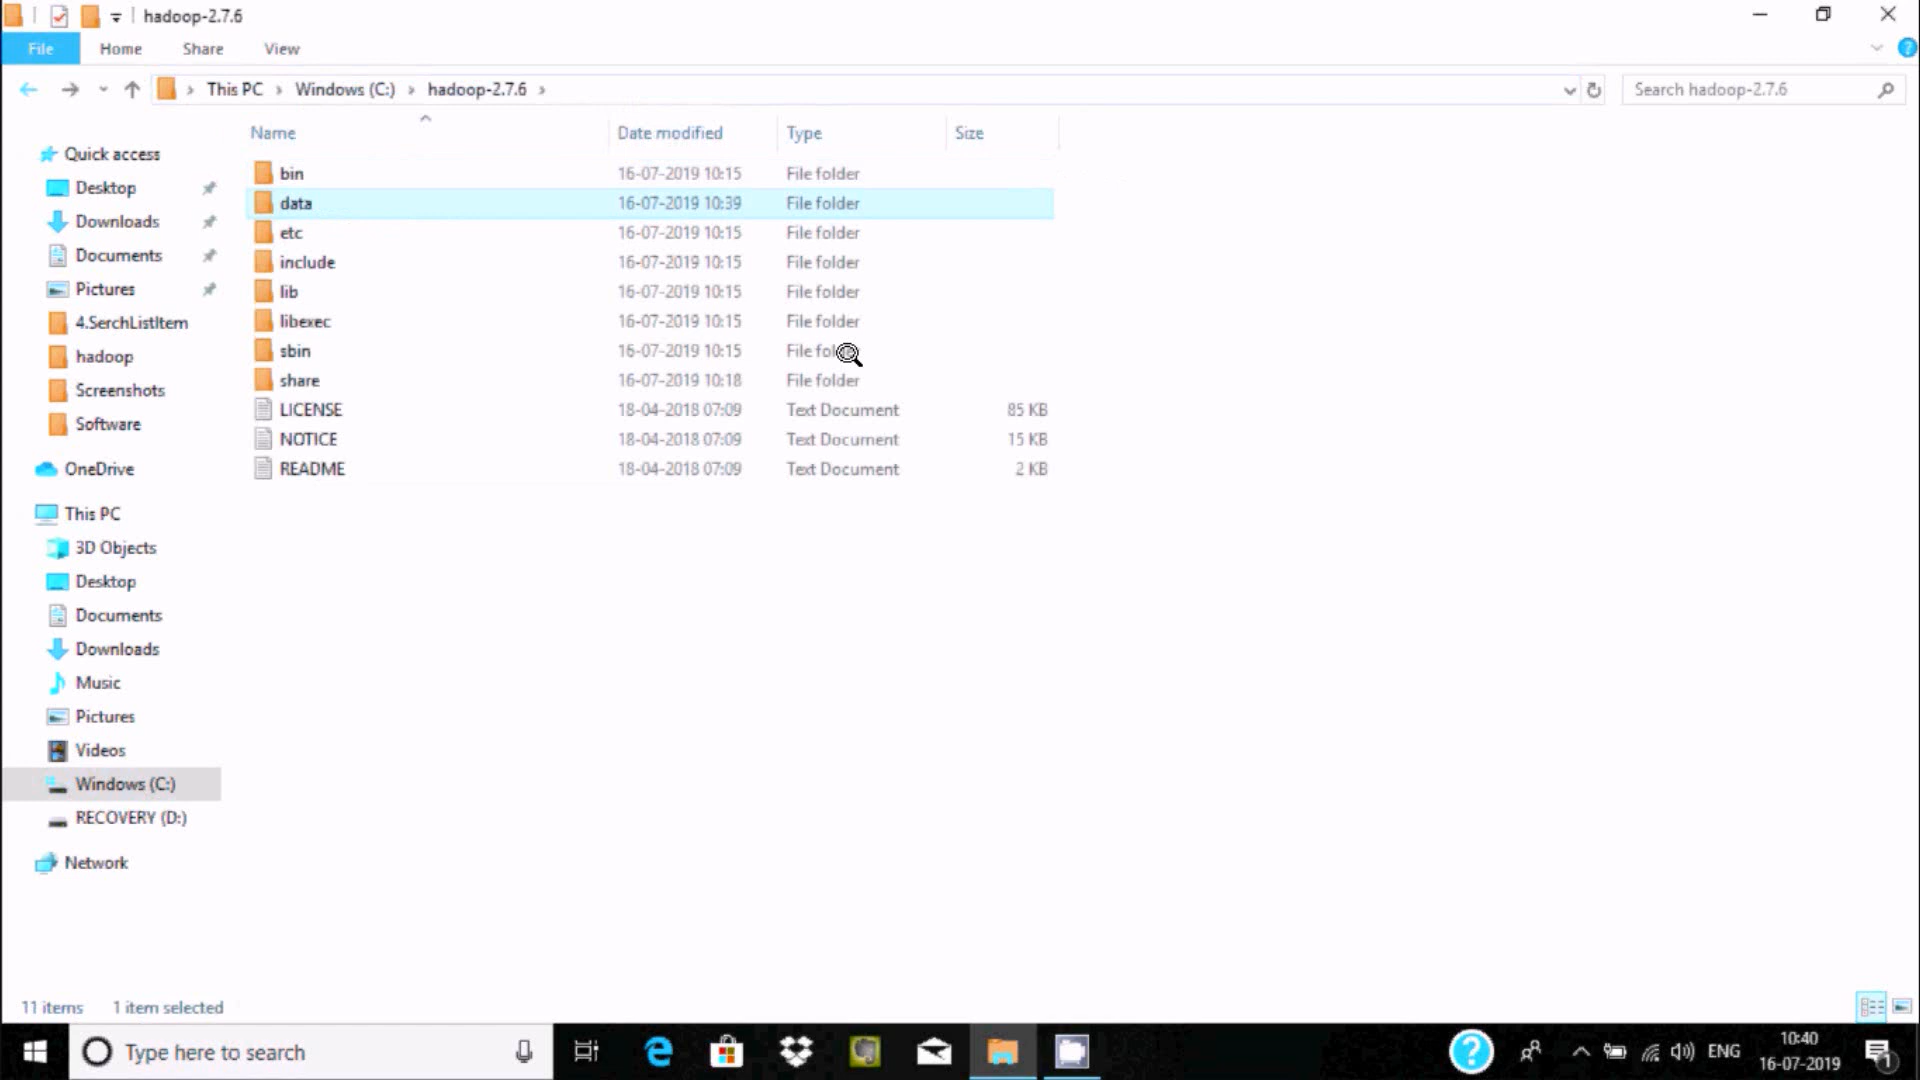 hadoop-2.7.6
File Home Share View
This PC Windows (C:) hadoop-2.7.6 Search hadoop-2.7.6
Name Date modified Type Size
Quick access
Desktop
Downloads
Documents
Pictures
4.SerchListItem
hadoop
Screenshots
Software
OneDrive
This PC
3D Objects
Desktop
Documents
Downloads
Music
Pictures
Videos
Windows (C:)
RECOVERY (D:)
Network
bin 16-07-2019 10:15 File folder
data 16-07-2019 10:39 File folder
etc 16-07-2019 10:15 File folder
include 16-07-2019 10:15 File folder
lib 16-07-2019 10:15 File folder
libexec 16-07-2019 10:15 File folder
sbin 16-07-2019 10:15 File
share 16-07-2019 10:18 File folder
LICENSE 18-04-2018 07:09 Text Document 85 KB
NOTICE 18-04-2018 07:09 Text Document 15 KB
README 18-04-2018 07:09 Text Document 2 KB
11 items 1 item selected
Type here to search
ENG
10:40
16-07-2019
1